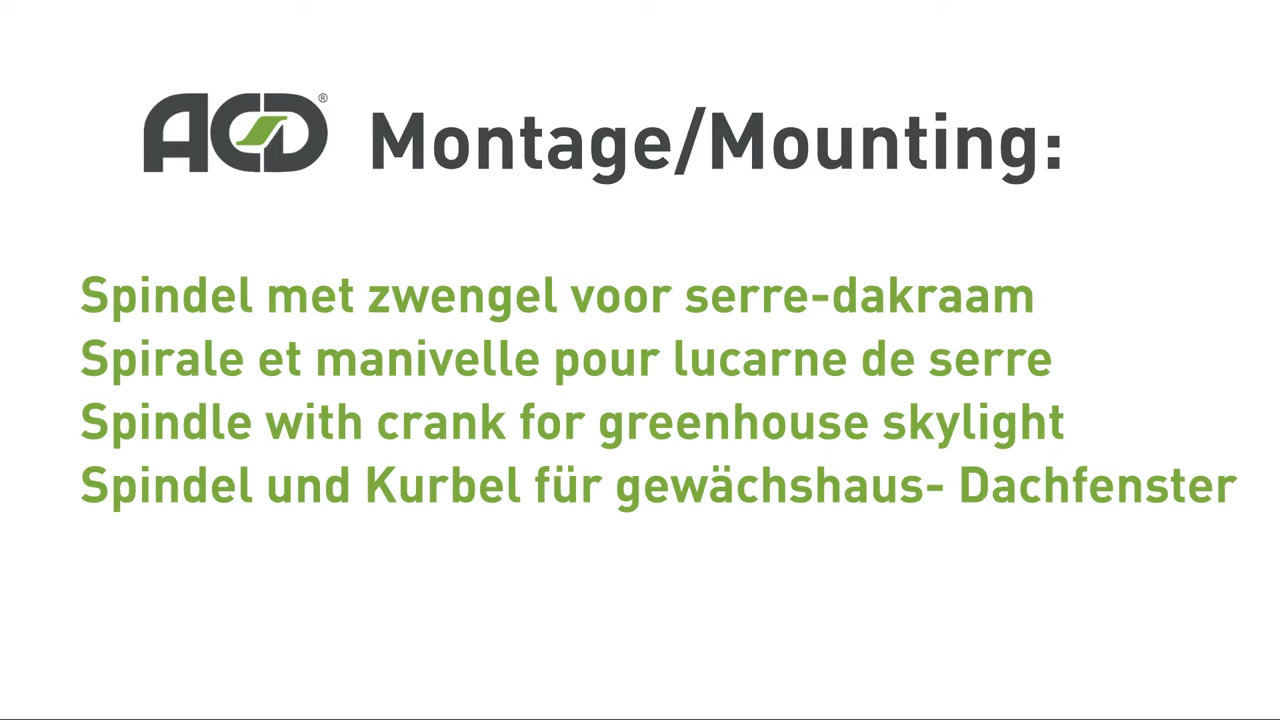 ACD® Montage/Mounting:
Spindel met zwengel voor serre-dakraam
Spirale et manivelle pour lucarne de serre
Spindle with crank for greenhouse skylight
Spindel und Kurbel für gewächshaus- Dachfenster